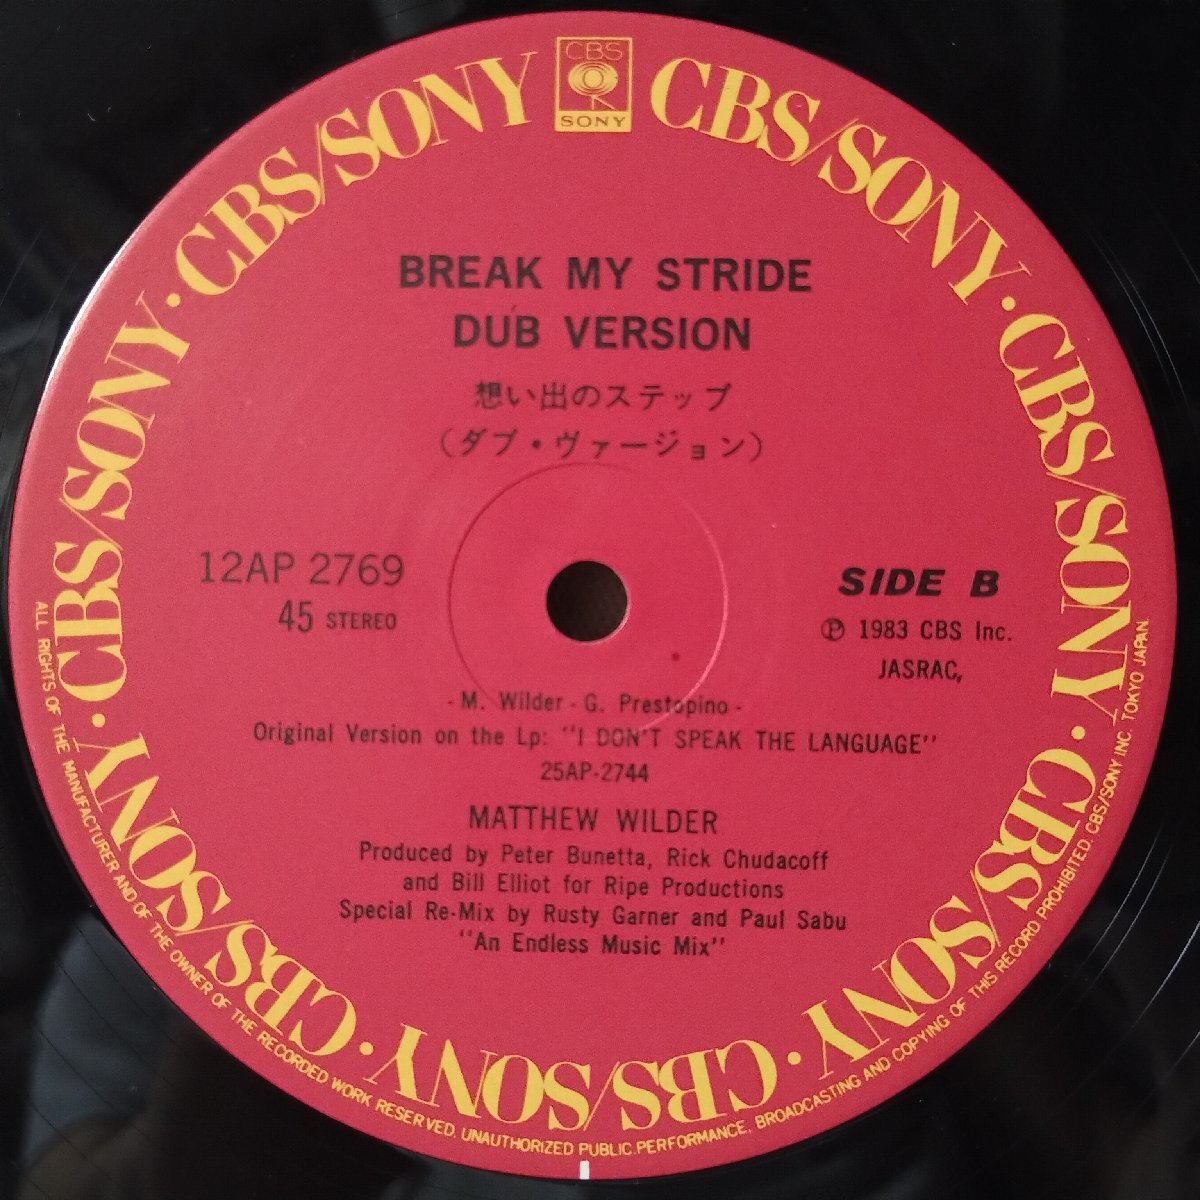 CBS
SONY
CBS/SONY · CBS/SONY · CBS/SONY · CBS/SONY · CBS/SONY · CBS/SONY · CBS/SONY · CBS/SONY
BREAK MY STRIDE
DUB VERSION
想い出のステップ
(ダブ・ヴァージョン)
12AP 2769
45 STEREO
SIDE B
Ⓟ 1983 CBS Inc.
JASRAC,
- M. Wilder - G. Prestopino -
Original Version on the Lp: "I DON'T SPEAK THE LANGUAGE"
25AP-2744
MATTHEW WILDER
Produced by Peter Bunetta, Rick Chudacoff
and Bill Elliot for Ripe Productions
Special Re-Mix by Rusty Garner and Paul Sabu
"An Endless Music Mix"
ALL RIGHTS OF THE MANUFACTURER AND OF THE OWNER OF THE RECORDED WORK RESERVED. UNAUTHORIZED PUBLIC PERFORMANCE, BROADCASTING AND COPYING OF THIS RECORD PROHIBITED. CBS/SONY INC. TOKYO JAPAN.